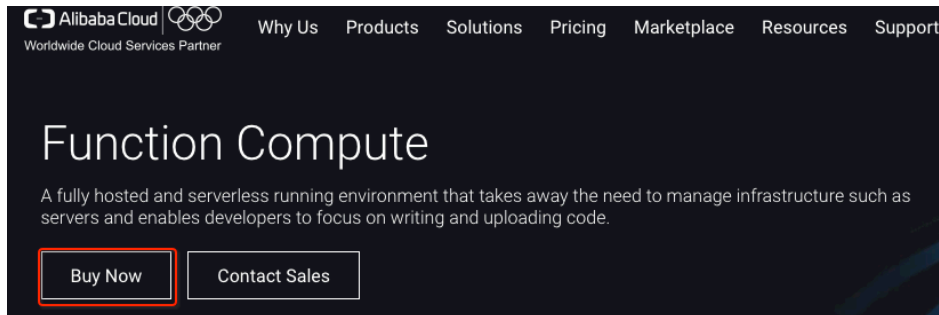 Alibaba Cloud
Worldwide Cloud Services Partner
Why Us Products Solutions Pricing Marketplace Resources Support
Function Compute
A fully hosted and serverless running environment that takes away the need to manage infrastructure such as
servers and enables developers to focus on writing and uploading code.
Buy Now Contact Sales